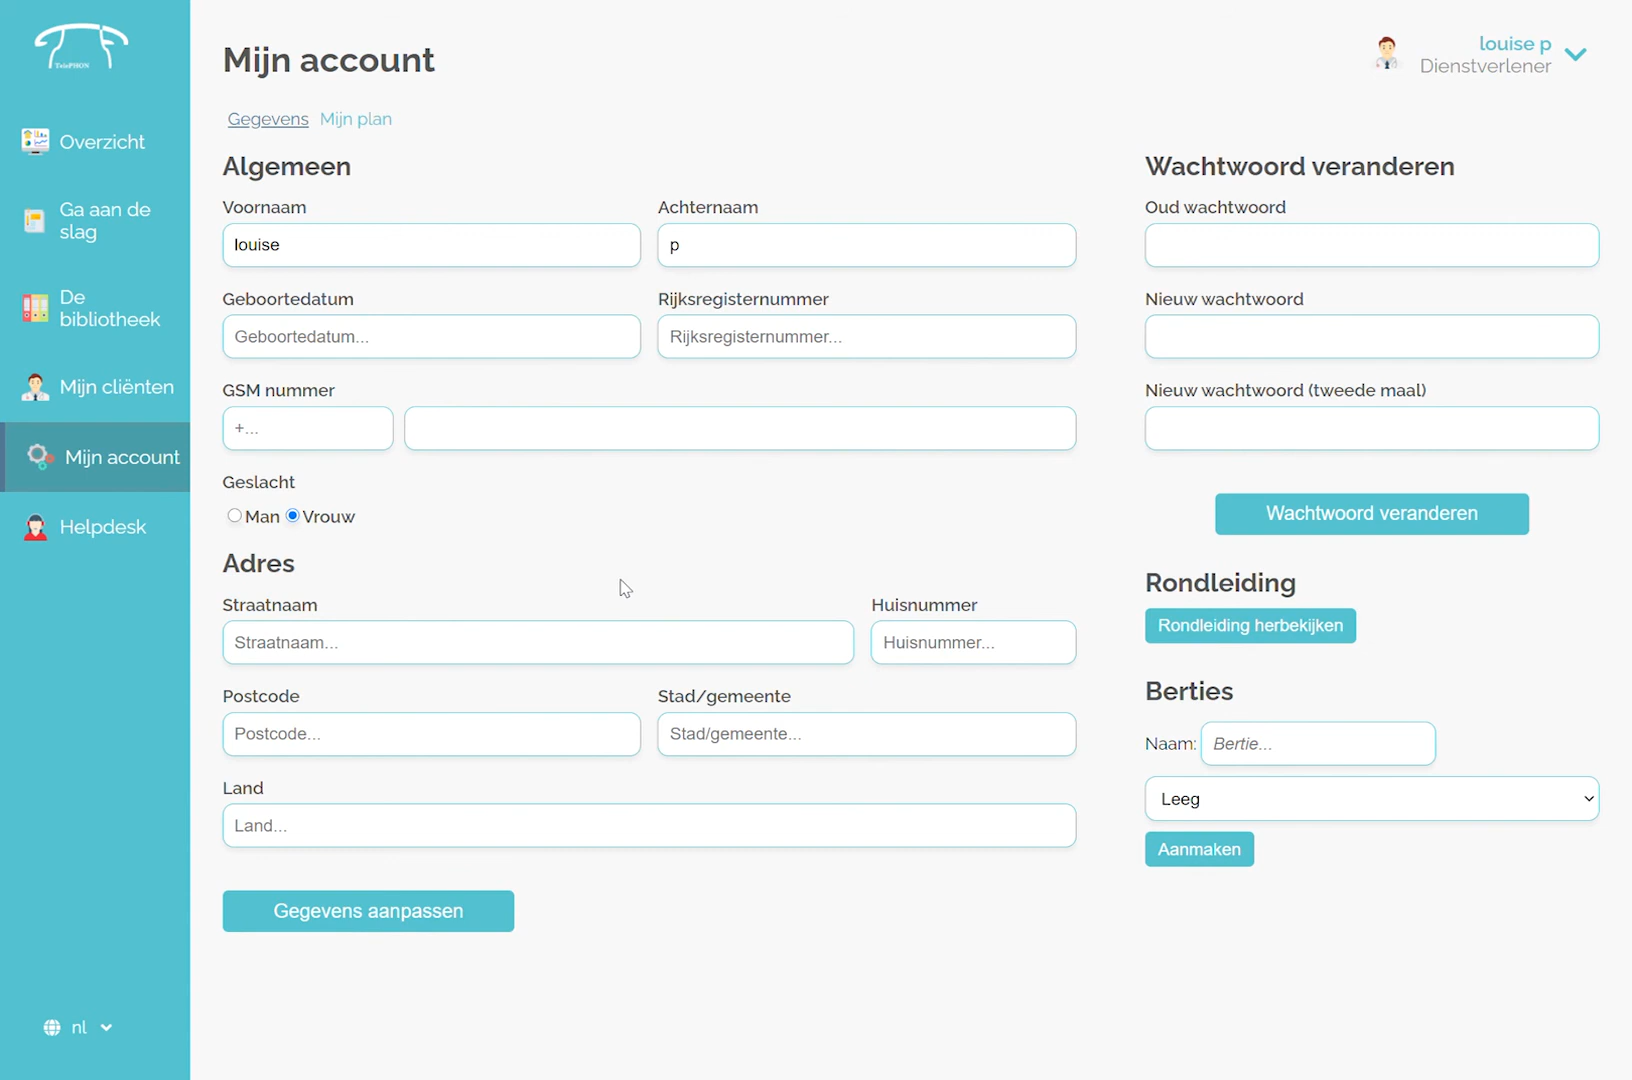 TelePHON
Overzicht
Ga aan de
slag
De
bibliotheek
Mijn cliënten
Mijn account
Helpdesk
nl
Mijn account
louise p
Dienstverlener
Gegevens Mijn plan
Algemeen
Voornaam
louise
Achternaam
p
Geboortedatum
Geboortedatum...
Rijksregisternummer
Rijksregisternummer...
GSM nummer
+...
Geslacht
Man Vrouw
Adres
Straatnaam
Straatnaam...
Huisnummer
Huisnummer...
Postcode
Postcode...
Stad/gemeente
Stad/gemeente...
Land
Land...
Gegevens aanpassen
Wachtwoord veranderen
Oud wachtwoord
Nieuw wachtwoord
Nieuw wachtwoord (tweede maal)
Wachtwoord veranderen
Rondleiding
Rondleiding herbekijken
Berties
Naam: Bertie...
Leeg
Aanmaken